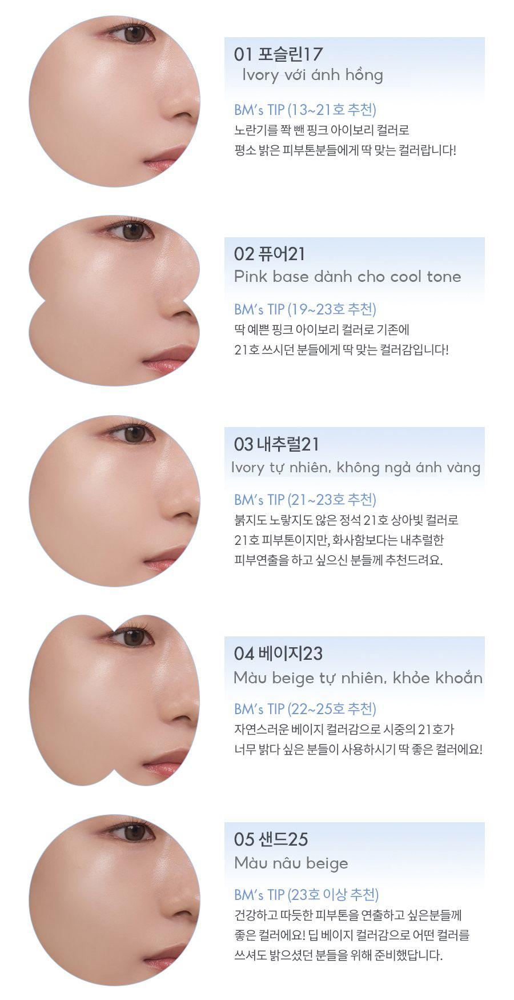 01 포슬린17
Ivory với ánh hồng
BM's TIP (13~21호 추천)
노란기를 쫙 뺀 핑크 아이보리 컬러로
평소 밝은 피부톤분들에게 딱 맞는 컬러랍니다!
02 퓨어21
Pink base dành cho cool tone
BM's TIP (19~23호 추천)
딱 예쁜 핑크 아이보리 컬러로 기존에
21호 쓰시던 분들에게 딱 맞는 컬러감입니다!
03 내추럴21
Ivory tự nhiên, không ngả ánh vàng
BM's TIP (21~23호 추천)
붉지도 노랗지도 않은 정석 21호 상아빛 컬러로
21호 피부톤이지만, 화사함보다는 내추럴한
피부연출을 하고 싶으신 분들께 추천드려요.
04 베이지23
Màu beige tự nhiên, khỏe khoắn
BM's TIP (22~25호 추천)
자연스러운 베이지 컬러감으로 시중의 21호가
너무 밝다 싶은 분들이 사용하시기 딱 좋은 컬러에요!
05 샌드25
Màu nâu beige
BM's TIP (23호 이상 추천)
건강하고 따듯한 피부톤을 연출하고 싶은분들께
좋은 컬러에요! 딥 베이지 컬러감으로 어떤 컬러를
쓰셔도 밝으셨던 분들을 위해 준비했답니다.